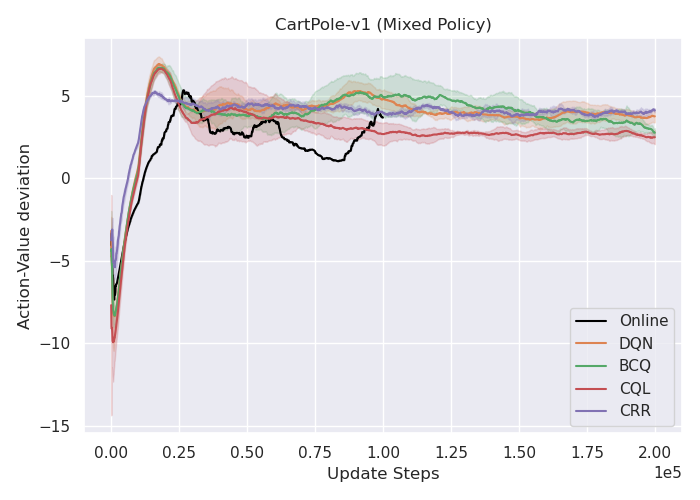 CartPole-v1 (Mixed Policy)
Action-Value deviation
5
0
−5
−10
−15
Online
DQN
BCQ
CQL
CRR
0.00 0.25 0.50 0.75 1.00 1.25 1.50 1.75 2.00
1e5
Update Steps